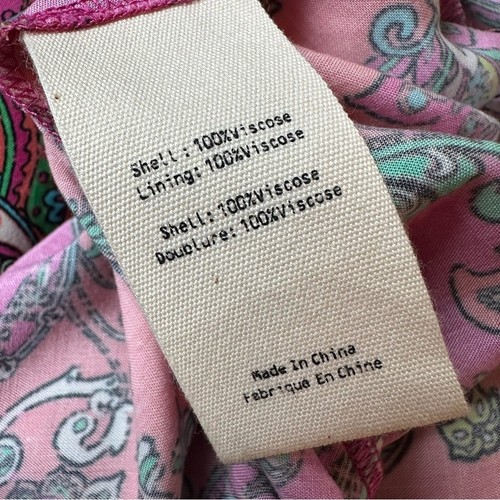 Shell: 100%Viscose
Lining: 100%Viscose
Shell: 100%Viscose
Doublure: 100%Viscose
Made In China
Fabriqué En Chine